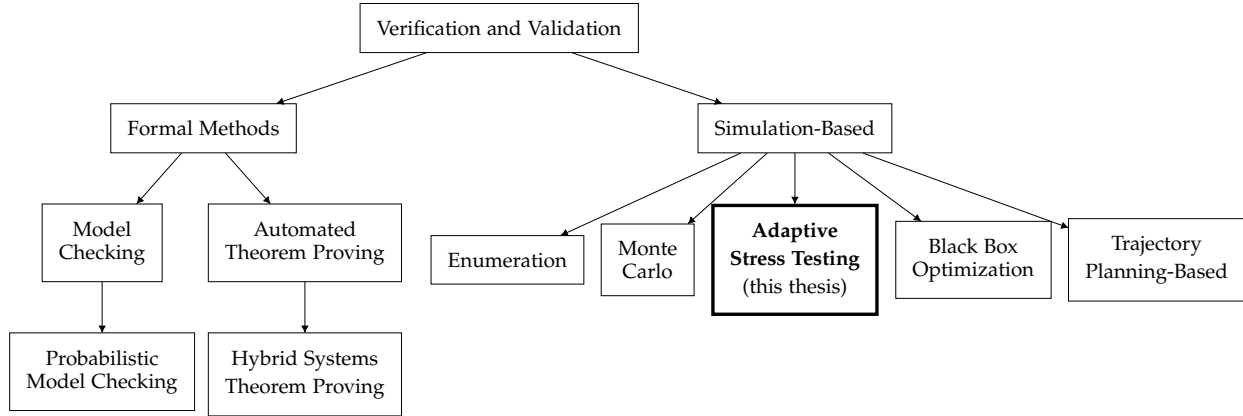 Verification and Validation
Formal Methods
Simulation-Based
Model
Checking
Automated
Theorem Proving
Enumeration
Monte
Carlo
Adaptive
Stress Testing
(this thesis)
Black Box
Optimization
Trajectory
Planning-Based
Probabilistic
Model Checking
Hybrid Systems
Theorem Proving